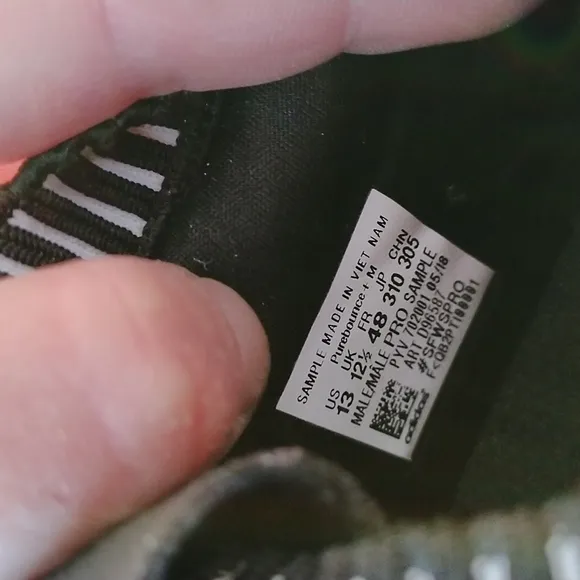 SAMPLE MADE IN VIET NAM
Purebounce+ M
US UK FR JP CHN
13 12½ 48 310 305
MALE/MÂLE PRO SAMPLE
PYV 702001 05/18
ART D96587
#SFWSPRO
adidas